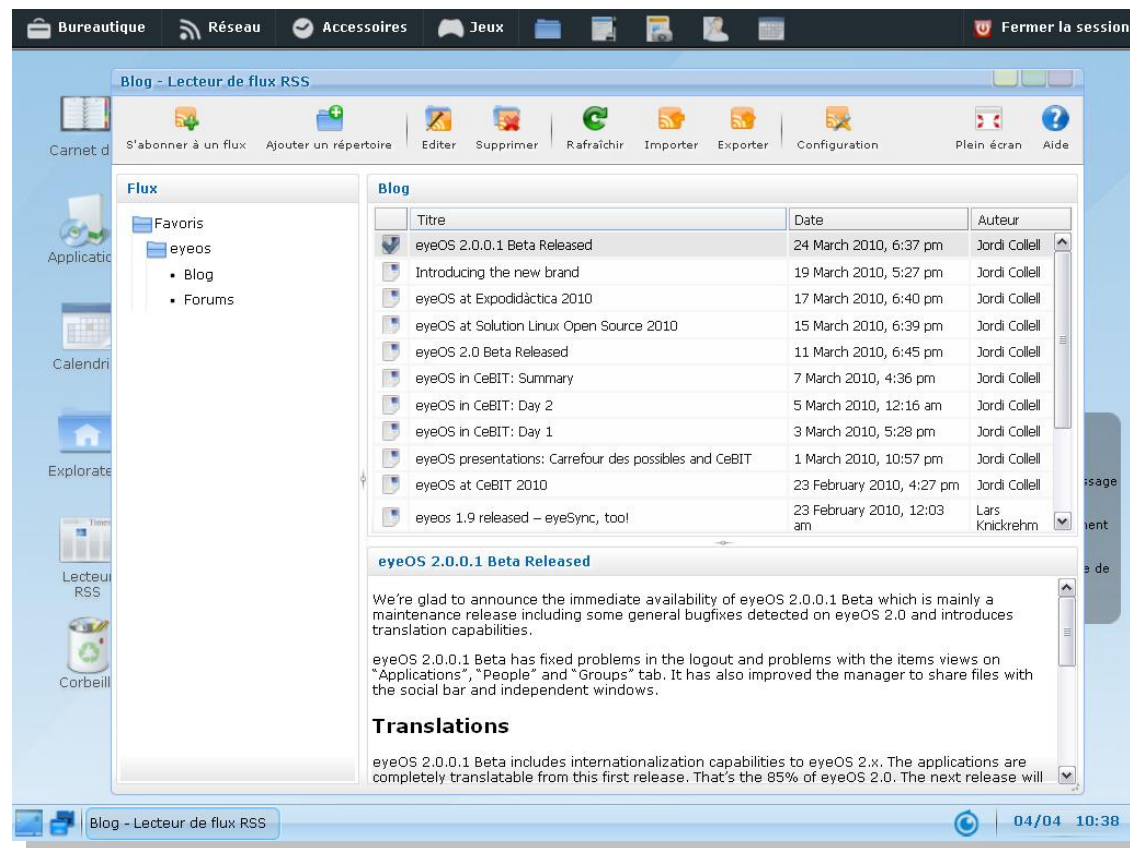 Bureautique Réseau Accessoires Jeux Fermer la session
Blog - Lecteur de flux RSS
S'abonner à un flux Ajouter un répertoire Editer Supprimer Rafraîchir Importer Exporter Configuration Plein écran Aide
Flux
Favoris
eyeos
Blog
Forums
Blog
Titre Date Auteur
eyeOS 2.0.0.1 Beta Released 24 March 2010, 6:37 pm Jordi Collell
Introducing the new brand 19 March 2010, 5:27 pm Jordi Collell
eyeOS at Expodidàctica 2010 17 March 2010, 6:40 pm Jordi Collell
eyeOS at Solution Linux Open Source 2010 15 March 2010, 6:39 pm Jordi Collell
eyeOS 2.0 Beta Released 11 March 2010, 6:45 pm Jordi Collell
eyeOS in CeBIT: Summary 7 March 2010, 4:36 pm Jordi Collell
eyeOS in CeBIT: Day 2 5 March 2010, 12:16 am Jordi Collell
eyeOS in CeBIT: Day 1 3 March 2010, 5:28 pm Jordi Collell
eyeOS presentations: Carrefour des possibles and CeBIT 1 March 2010, 10:57 pm Jordi Collell
eyeOS at CeBIT 2010 23 February 2010, 4:27 pm Jordi Collell
eyeos 1.9 released – eyeSync, too! 23 February 2010, 12:03 am Lars Knickrehm
eyeOS 2.0.0.1 Beta Released
We're glad to announce the immediate availability of eyeOS 2.0.0.1 Beta which is mainly a
maintenance release including some general bugfixes detected on eyeOS 2.0 and introduces
translation capabilities.
eyeOS 2.0.0.1 Beta has fixed problems in the logout and problems with the items views on
"Applications", "People" and "Groups" tab. It has also improved the manager to share files with
the social bar and independent windows.
Translations
eyeOS 2.0.0.1 Beta includes internationalization capabilities to eyeOS 2.x. The applications are
completely translatable from this first release. That's the 85% of eyeOS 2.0. The next release will
Carnet d
Applicatic
Calendri
Explorate
Lecteur
RSS
Corbeill
ssage
nent
e de
Blog - Lecteur de flux RSS 04/04 10:38